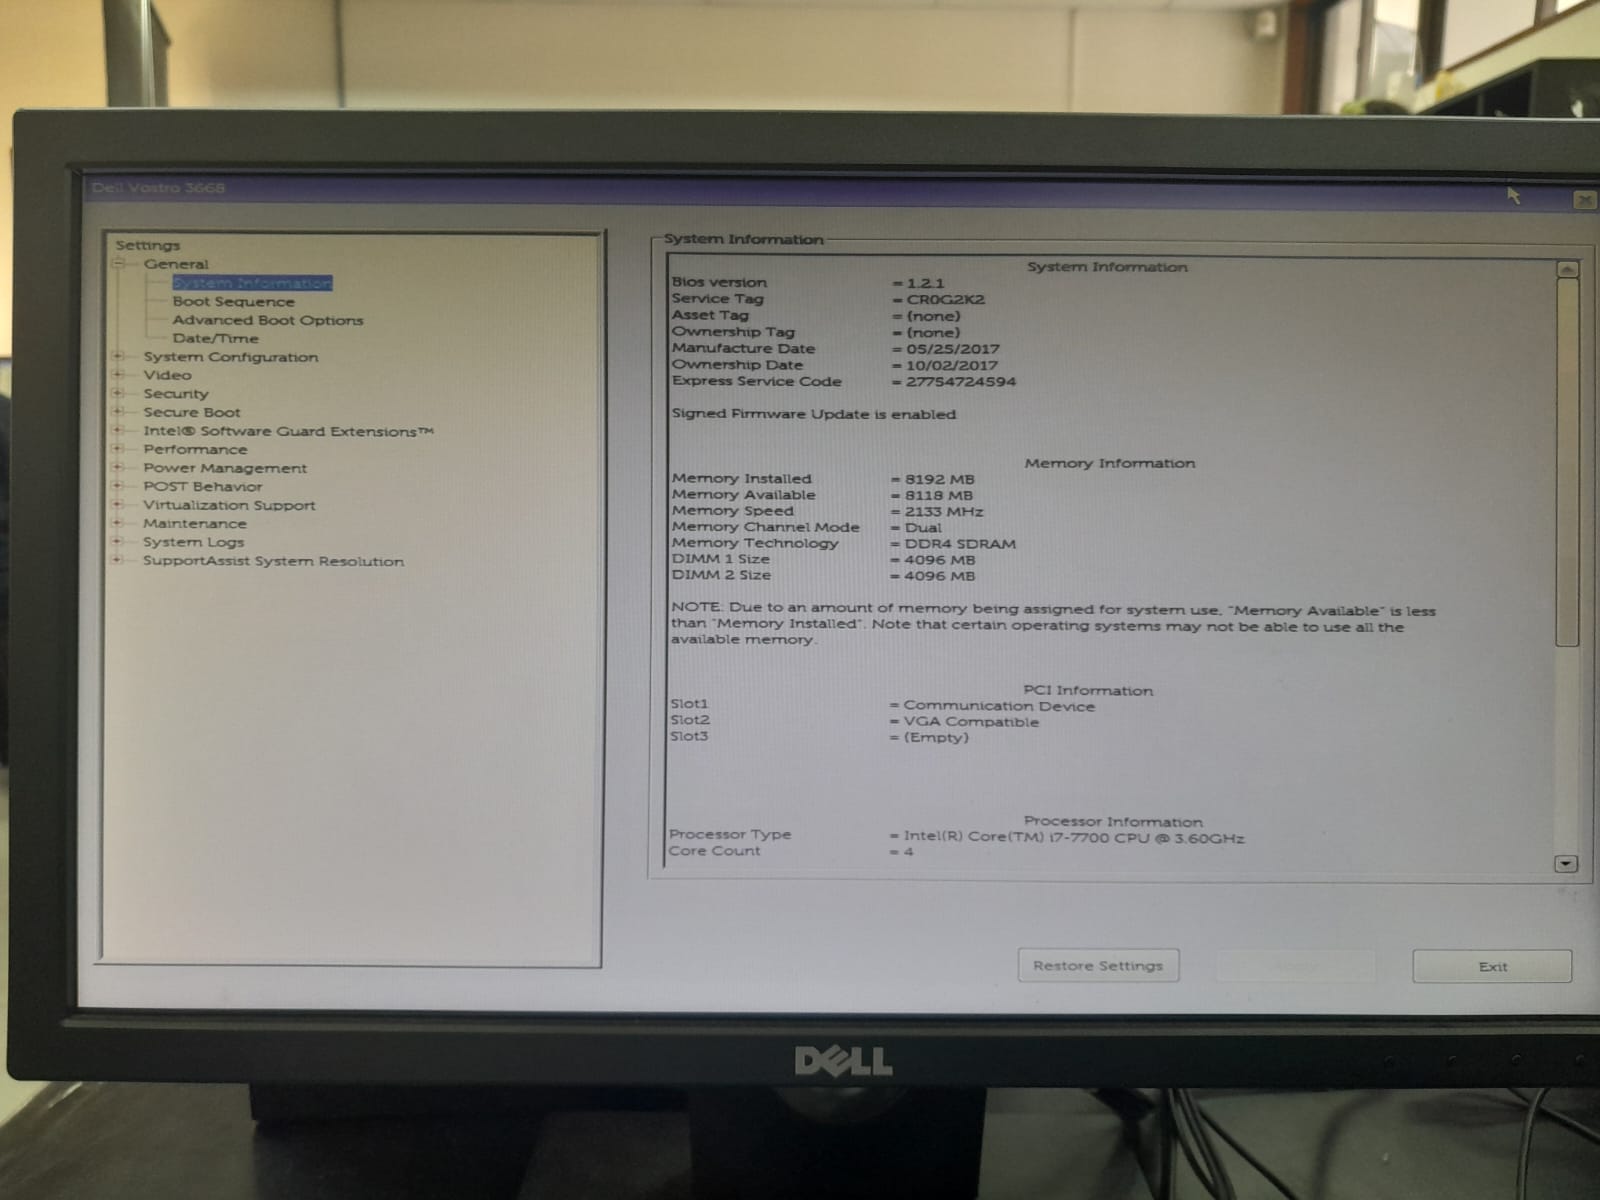 Dell Vostro 3668
Settings
General
System Information
Boot Sequence
Advanced Boot Options
Date/Time
System Configuration
Video
Security
Secure Boot
Intel® Software Guard Extensions™
Performance
Power Management
POST Behavior
Virtualization Support
Maintenance
System Logs
SupportAssist System Resolution
System Information
System Information
Bios version = 1.2.1
Service Tag = CR0G2K2
Asset Tag = (none)
Ownership Tag = (none)
Manufacture Date = 05/25/2017
Ownership Date = 10/02/2017
Express Service Code = 27754724594
Signed Firmware Update is enabled
Memory Information
Memory Installed = 8192 MB
Memory Available = 8118 MB
Memory Speed = 2133 MHz
Memory Channel Mode = Dual
Memory Technology = DDR4 SDRAM
DIMM 1 Size = 4096 MB
DIMM 2 Size = 4096 MB
NOTE: Due to an amount of memory being assigned for system use, "Memory Available" is less
than "Memory Installed". Note that certain operating systems may not be able to use all the
available memory.
PCI Information
Slot1 = Communication Device
Slot2 = VGA Compatible
Slot3 = (Empty)
Processor Information
Processor Type = Intel(R) Core(TM) i7-7700 CPU @ 3.60GHz
Core Count = 4
Restore Settings
Exit
DELL